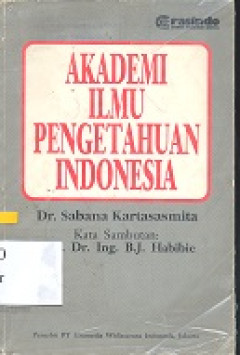 Grasindo
AKADEMI
ILMU
PENGETAHUAN
INDONESIA
Dr. Sabana Kartasasmita
Kata Sambutan:
Dr. Ing. B.J. Habibie
Penerbit PT Gramedia Widiasarana Indonesia, Jakarta